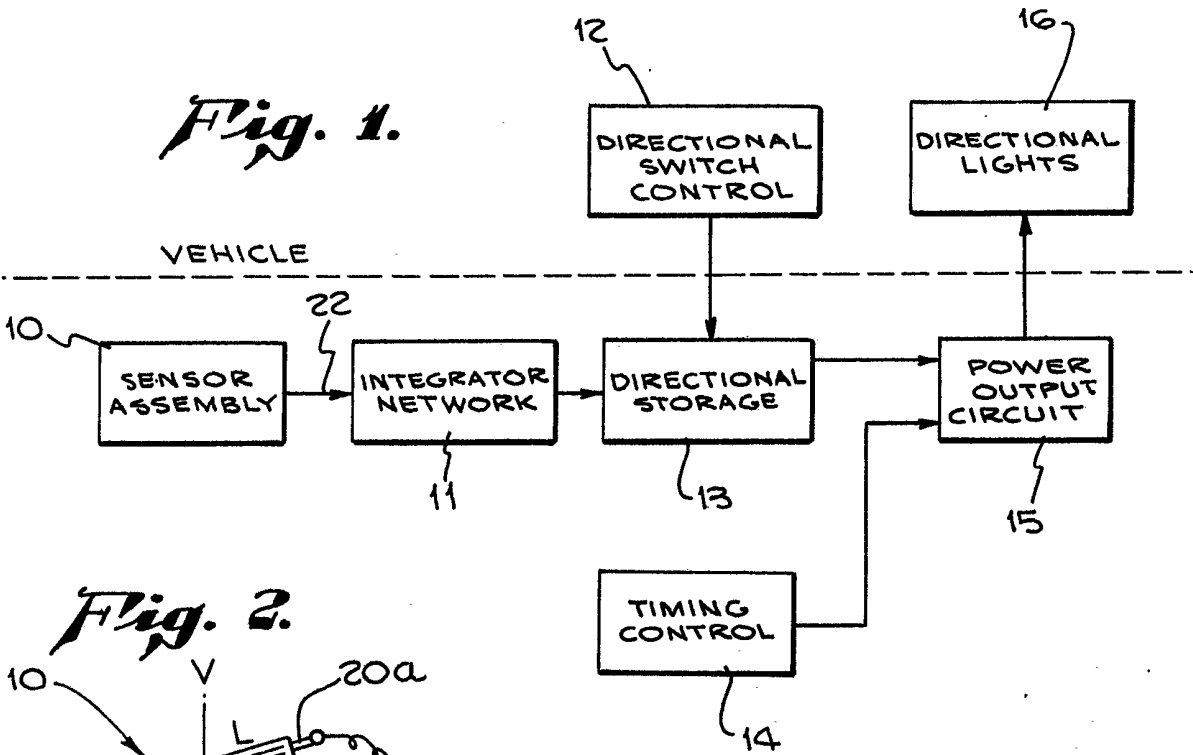 Fig. 1.
12
16
DIRECTIONAL
SWITCH
CONTROL
DIRECTIONAL
LIGHTS
VEHICLE
22
10
SENSOR
ASSEMBLY
INTEGRATOR
NETWORK
DIRECTIONAL
STORAGE
POWER
OUTPUT
CIRCUIT
11
13
15
TIMING
CONTROL
14
Fig. 2.
10
V
20a
L